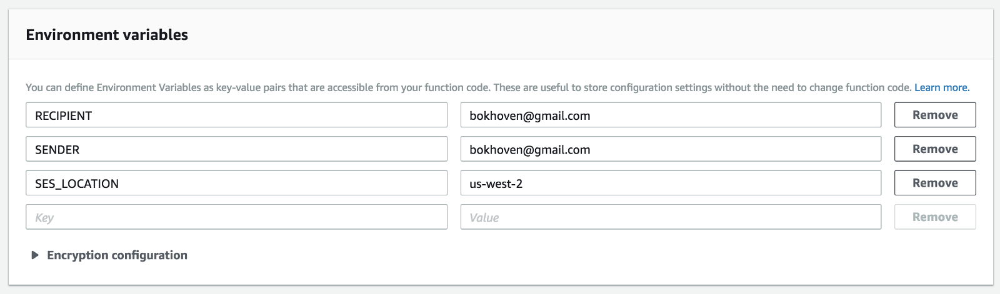 Environment variables
You can define Environment Variables as key-value pairs that are accessible from your function code. These are useful to store configuration settings without the need to change function code. Learn more.
RECIPIENT bokhoven@gmail.com Remove
SENDER bokhoven@gmail.com Remove
SES_LOCATION us-west-2 Remove
Key Value Remove
Encryption configuration